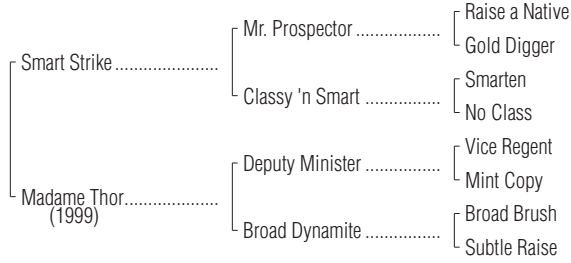 Raise a Native
Mr. Prospector ..................
Gold Digger
Smart Strike ......................
Smarten
Classy 'n Smart ................
No Class
Vice Regent
Deputy Minister ................
Mint Copy
Madame Thor....................
(1999)
Broad Brush
Broad Dynamite ................
Subtle Raise